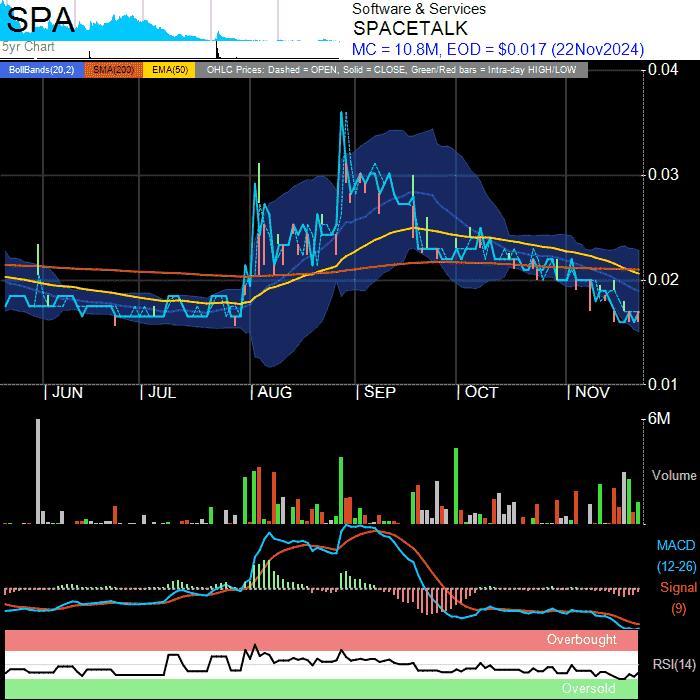 SPA
5yr Chart
Software & Services
SPACETALK
MC = 10.8M, EOD = $0.017 (22Nov2024)
BollBands(20,2) SMA(200) EMA(50) OHLC Prices: Dashed = OPEN, Solid = CLOSE, Green/Red bars = Intra-day HIGH/LOW
0.04
0.03
0.02
0.01
| JUN | JUL | AUG | SEP | OCT | NOV
6M
Volume
MACD
(12-26)
Signal
(9)
Overbought
RSI(14)
Oversold